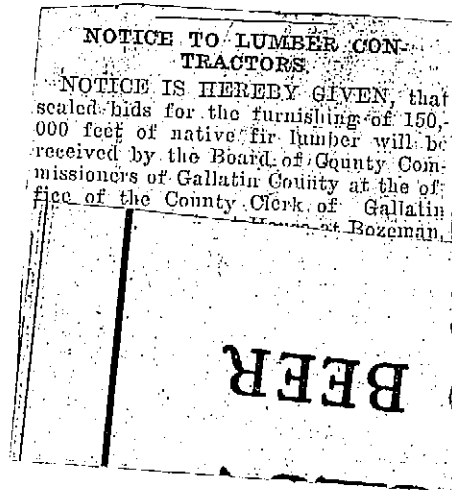 NOTICE TO LUMBER CON-
TRACTORS.
NOTICE IS HEREBY GIVEN, that
sealed bids for the furnishing of 150,-
000 feet of native fir lumber will be
received by the Board of County Com-
missioners of Gallatin County at the of-
fice of the County Clerk of Gallatin
House at Bozeman,
BEER